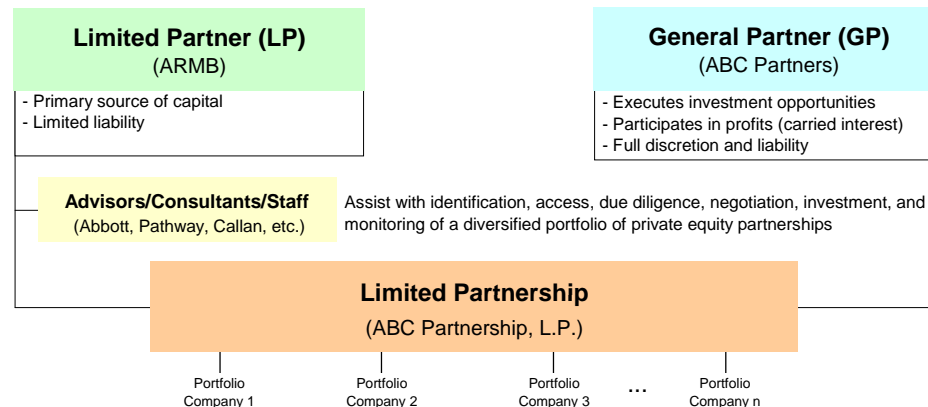 Limited Partner (LP)
(ARMB)
- Primary source of capital
- Limited liability
General Partner (GP)
(ABC Partners)
- Executes investment opportunities
- Participates in profits (carried interest)
- Full discretion and liability
Advisors/Consultants/Staff
(Abbott, Pathway, Callan, etc.)
Assist with identification, access, due diligence, negotiation, investment, and
monitoring of a diversified portfolio of private equity partnerships
Limited Partnership
(ABC Partnership, L.P.)
Portfolio
Company 1
Portfolio
Company 2
Portfolio
Company 3
...
Portfolio
Company n